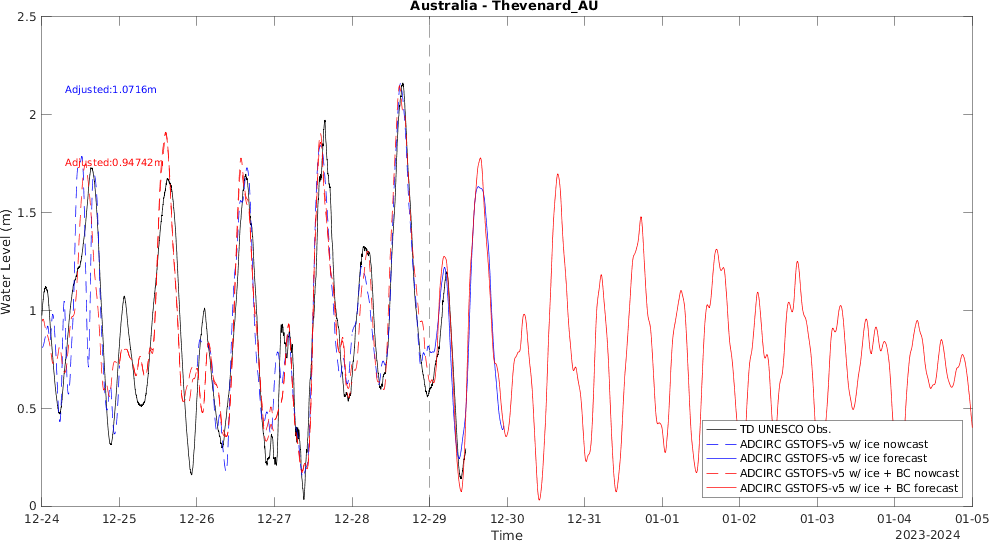 Australia - Thevenard_AU
2.5
2
1.5
1
0.5
0
Water Level (m)
Adjusted:1.0716m
Adjusted:0.94742m
TD UNESCO Obs.
ADCIRC GSTOFS-v5 w/ ice nowcast
ADCIRC GSTOFS-v5 w/ ice forecast
ADCIRC GSTOFS-v5 w/ ice + BC nowcast
ADCIRC GSTOFS-v5 w/ ice + BC forecast
12-24 12-25 12-26 12-27 12-28 12-29 12-30 12-31 01-01 01-02 01-03 01-04 01-05
Time
2023-2024